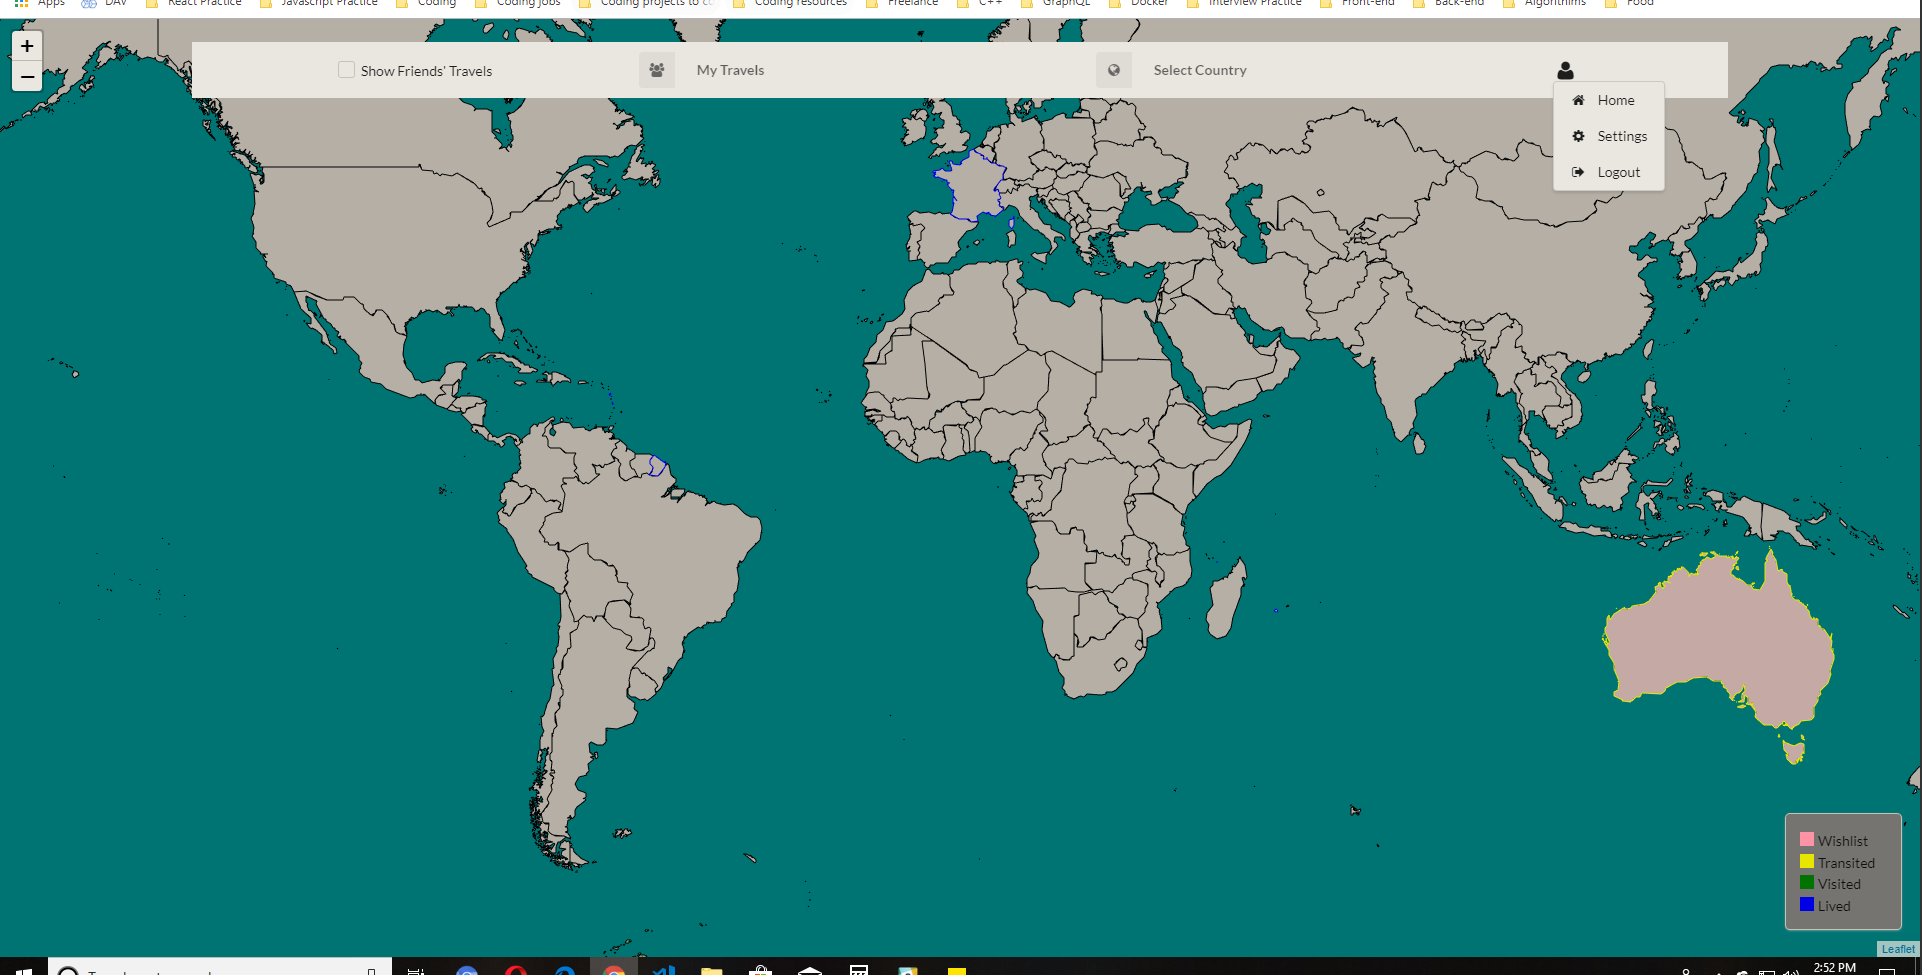 Apps DAV React Practice Javascript Practice Coding Coding jobs Coding projects to Coding resources Freelance C++ GraphQL Docker Interview Practice Front-end Back-end Algorithms Food
+
−
Show Friends' Travels My Travels Select Country
Home
Settings
Logout
Wishlist
Transited
Visited
Lived
Leaflet
2:52 PM